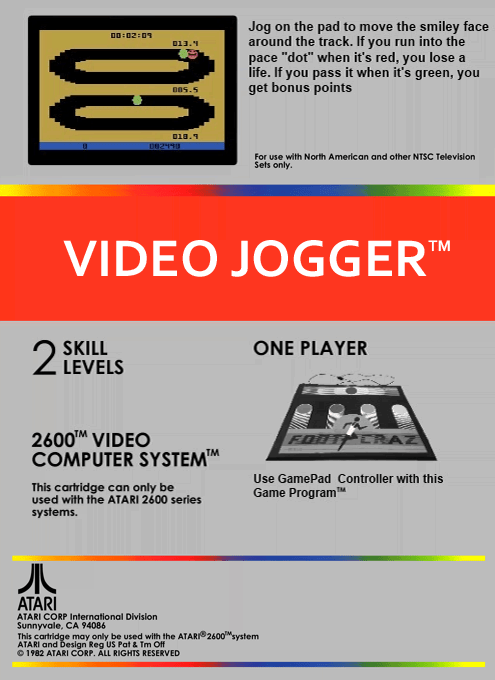 00:02:09
013.9
005.5
018.9
0 002990
Jog on the pad to move the smiley face
around the track. If you run into the
pace "dot" when it's red, you lose a
life. If you pass it when it's green, you
get bonus points
For use with North American and other NTSC Television
Sets only.
VIDEO JOGGER™
2 SKILL
LEVELS
ONE PLAYER
FOOT CRAZ
2600™ VIDEO
COMPUTER SYSTEM™
This cartridge can only be
used with the ATARI 2600 series
systems.
Use GamePad Controller with this
Game Program™
ATARI
ATARI CORP International Division
Sunnyvale, CA 94086
This cartridge may only be used with the ATARI®2600™system
ATARI and Design Reg US Pat & Tm Off
© 1982 ATARI CORP. ALL RIGHTS RESERVED